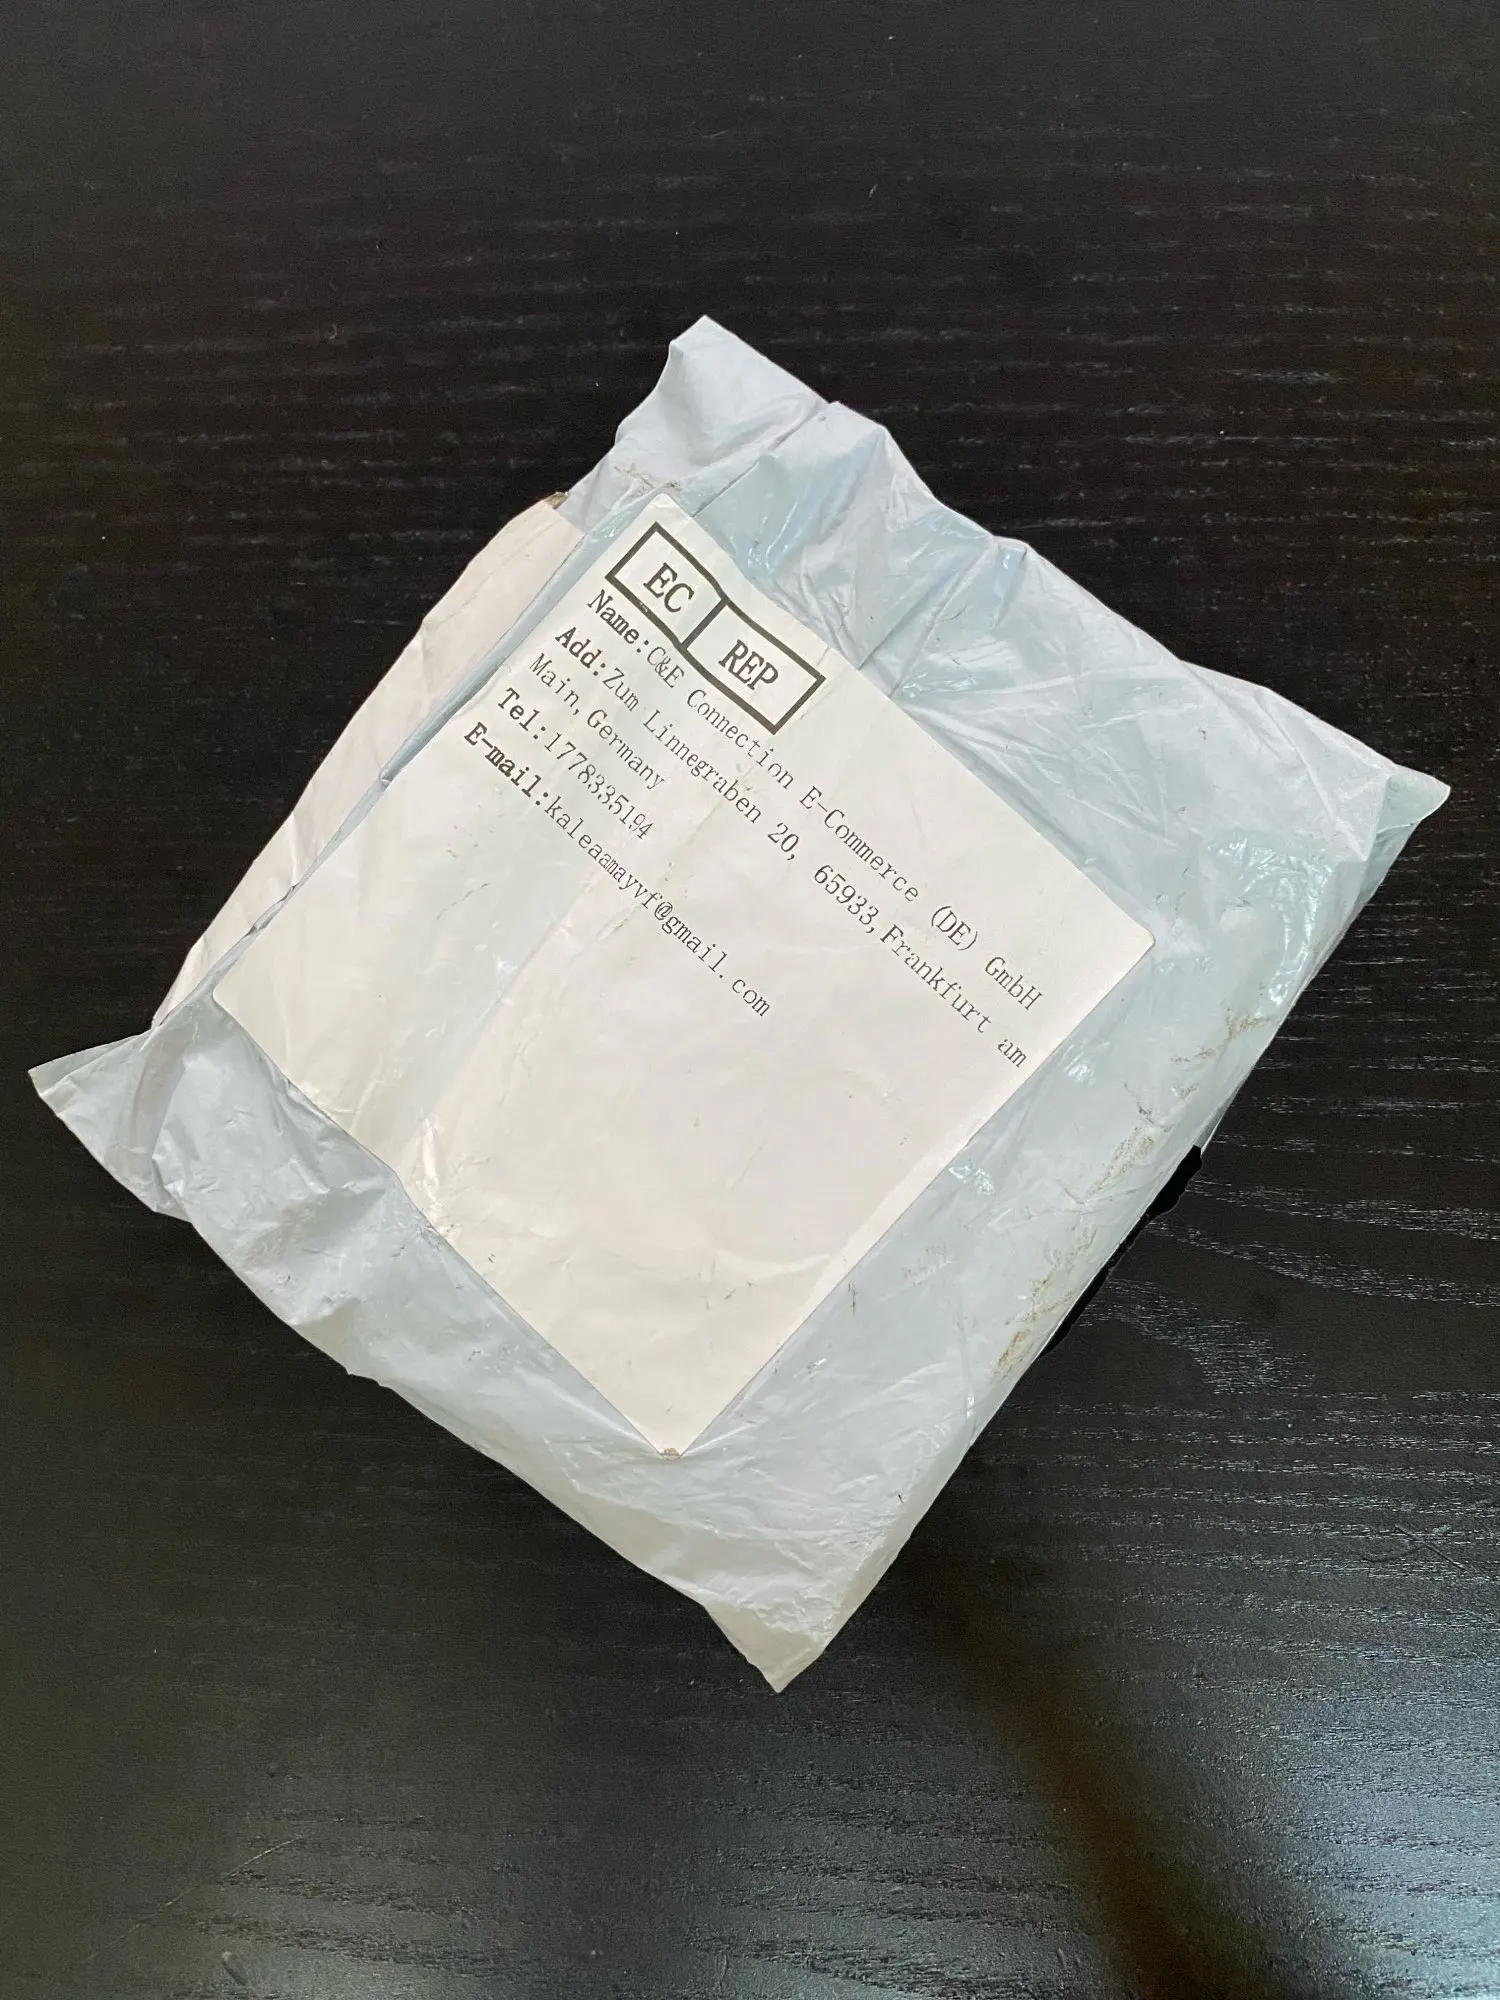 EC REP
Name:C&E Connection E-Commerce (DE) GmbH
Add:Zum Linnegraben 20, 65933,Frankfurt am
Main,Germany
Tel:1778335194
E-mail:kaleaamayvf@gmail.com